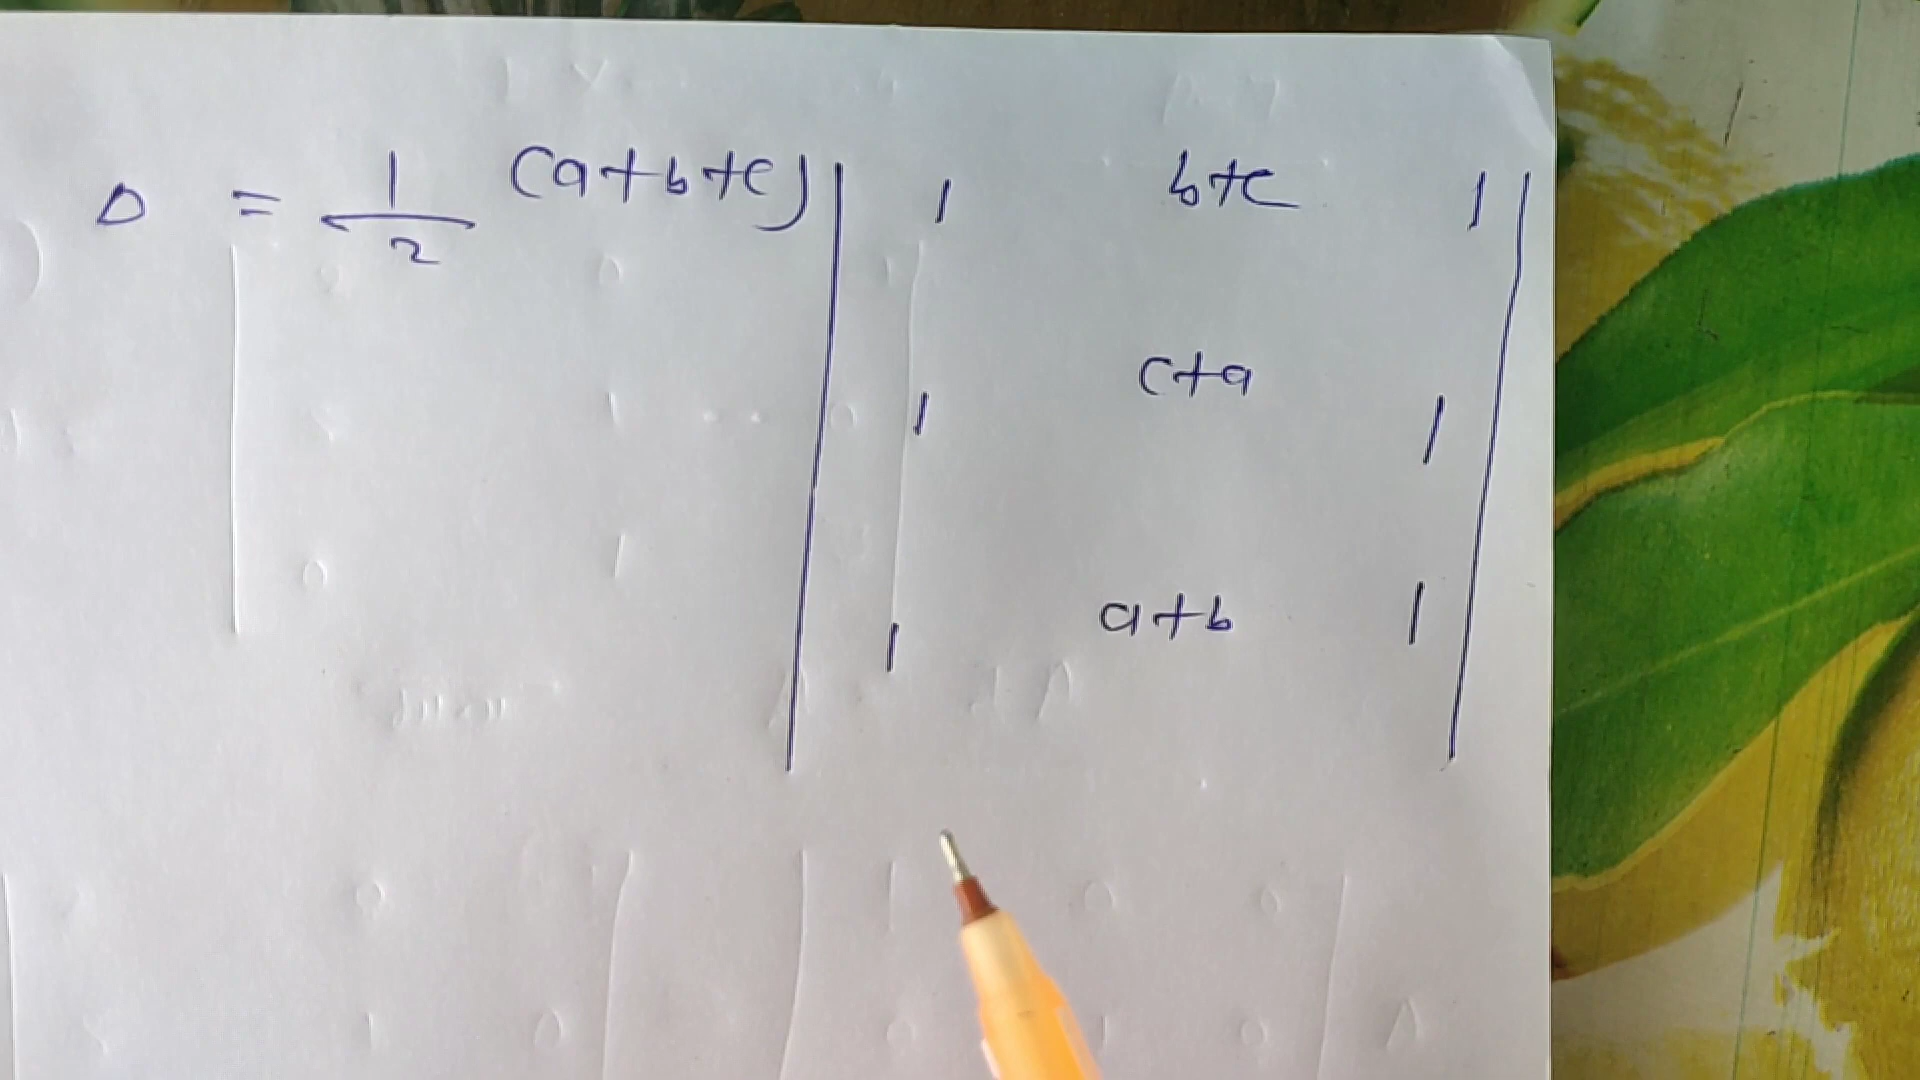 Δ = 1/2 (a+b+c) | 1 b+c 1 |
1 c+a 1
1 a+b 1